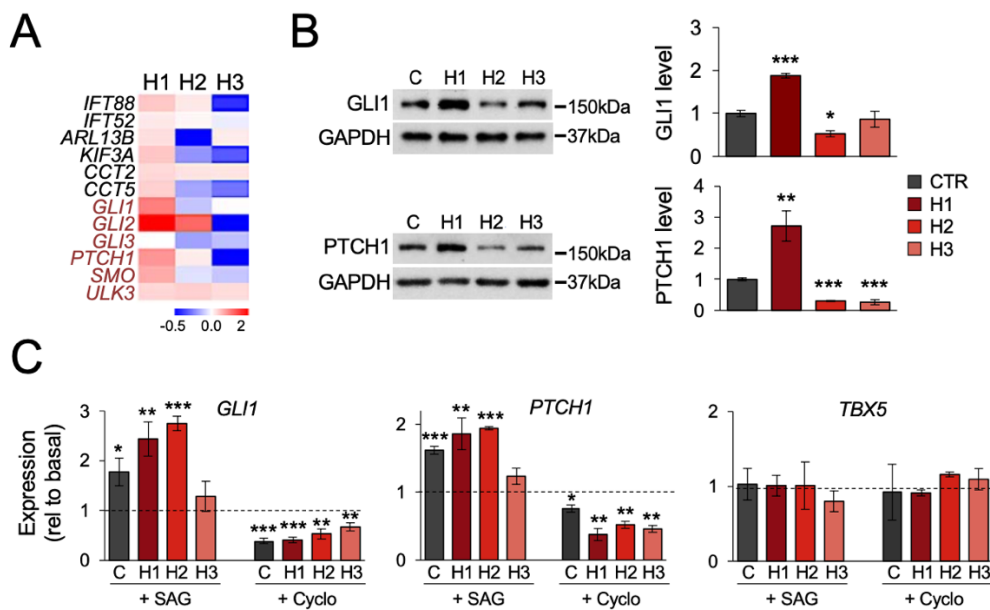 A
H1 H2 H3
IFT88
IFT52
ARL13B
KIF3A
CCT2
CCT5
GLI1
GLI2
GLI3
PTCH1
SMO
ULK3
-0.5 0.0 2
B
C H1 H2 H3
GLI1
150kDa
GAPDH
37kDa
C H1 H2 H3
PTCH1
150kDa
GAPDH
37kDa
GLI1 level
2
1
0
***
*
PTCH1 level
4
3
2
1
0
**
***
***
CTR
H1
H2
H3
C
Expression
(rel to basal)
GLI1
3
2
1
0
* ** ***
*** *** ** **
C H1 H2 H3 C H1 H2 H3
+ SAG + Cyclo
PTCH1
2
1
0
*** ** ***
* ** ** **
C H1 H2 H3 C H1 H2 H3
+ SAG + Cyclo
TBX5
2
1
0
C H1 H2 H3 C H1 H2 H3
+ SAG + Cyclo